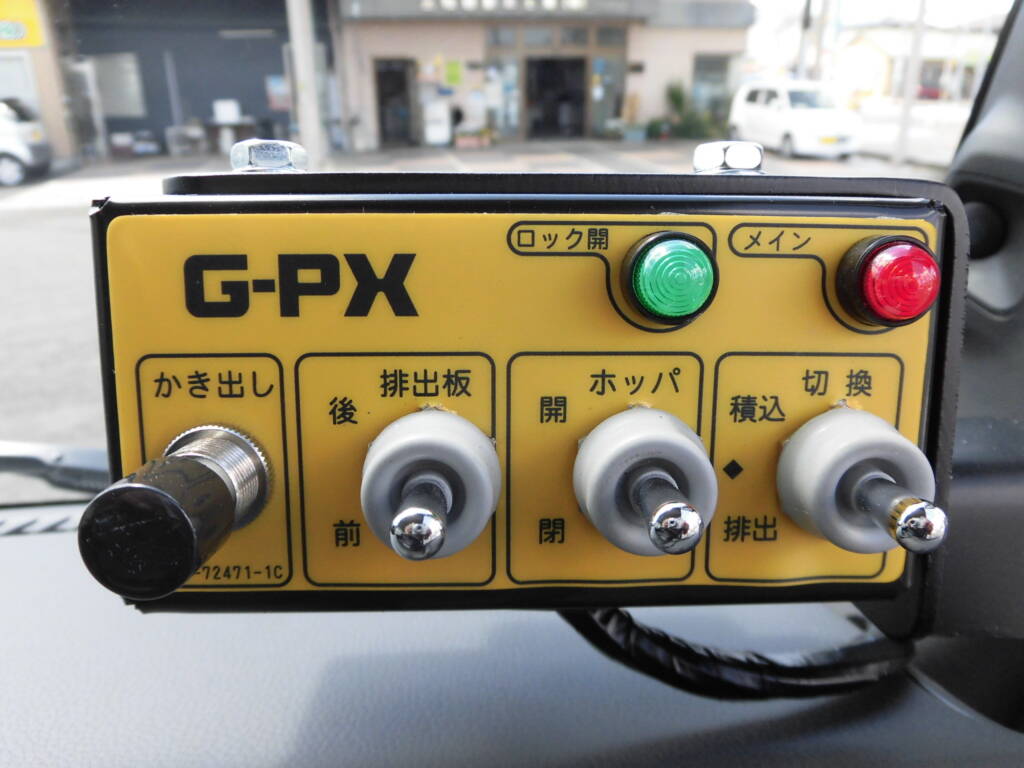 G-PX
ロック開
メイン
かき出し
排出板
後
前
ホッパ
開
閉
切換
積込
◆
排出
-72471-1C